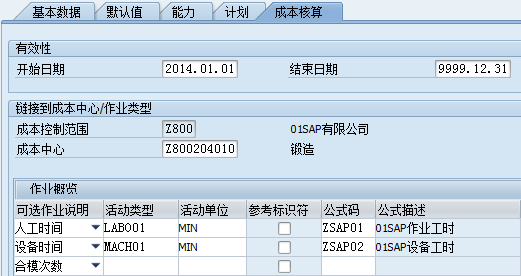 基本数据 默认值 能力 计划 成本核算
有效性
开始日期 2014.01.01 结束日期 9999.12.31
链接到成本中心/作业类型
成本控制范围 Z800 01SAP有限公司
成本中心 Z800204010 锻造
作业概览
可选作业说明 活动类型 活动单位 参考标识符 公式码 公式描述
人工时间 LABO01 MIN ZSAP01 01SAP作业工时
设备时间 MACH01 MIN ZSAP02 01SAP设备工时
合模次数